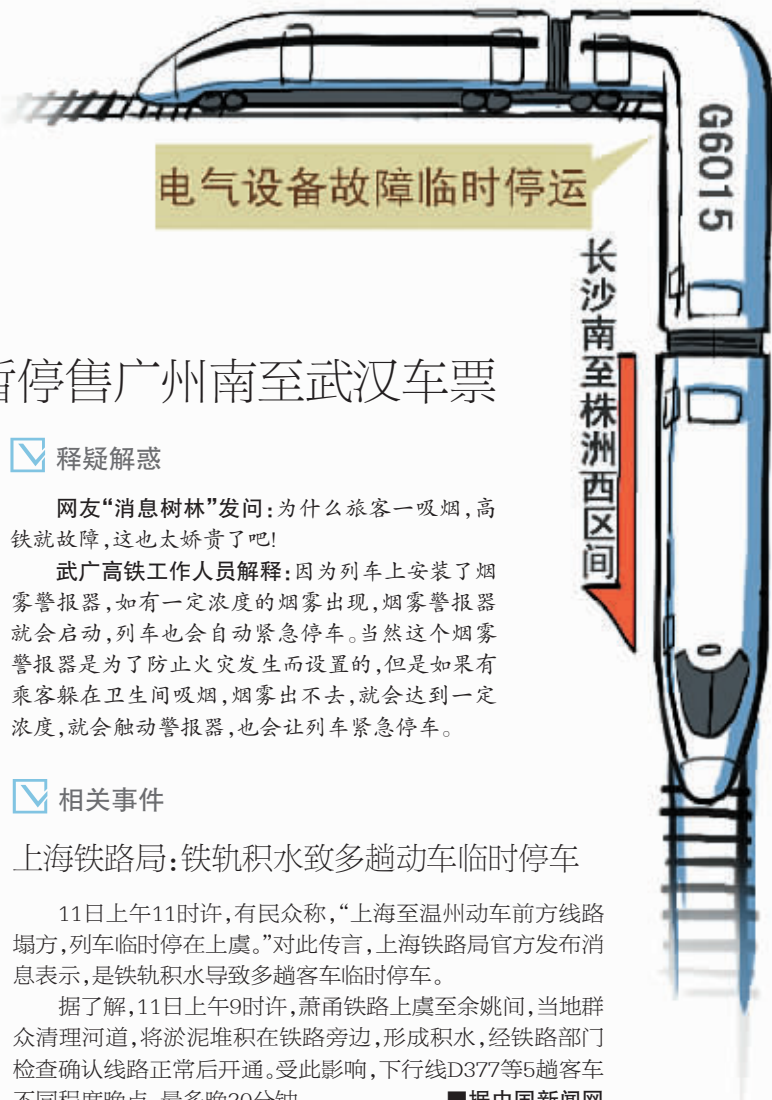 G6015
电气设备故障临时停运
长沙南至株洲西区间
暂停售广州南至武汉车票
释疑解惑
网友“消息树林”发问:为什么旅客一吸烟,高
铁就故障,这也太娇贵了吧!
武广高铁工作人员解释:因为列车上安装了烟
雾警报器,如有一定浓度的烟雾出现,烟雾警报器
就会启动,列车也会自动紧急停车。当然这个烟雾
警报器是为了防止火灾发生而设置的,但是如果有
乘客躲在卫生间吸烟,烟雾出不去,就会达到一定
浓度,就会触动警报器,也会让列车紧急停车。
相关事件
上海铁路局:铁轨积水致多趟动车临时停车
11日上午11时许,有民众称,“上海至温州动车前方线路
塌方,列车临时停在上虞。”对此传言,上海铁路局官方发布消
息表示,是铁轨积水导致多趟客车临时停车。
据了解,11日上午9时许,萧甬铁路上虞至余姚间,当地群
众清理河道,将淤泥堆积在铁路旁边,形成积水,经铁路部门
检查确认线路正常后开通。受此影响,下行线D377等5趟客车
不同程度晚点,最多晚30分钟。 ■据中国新闻网